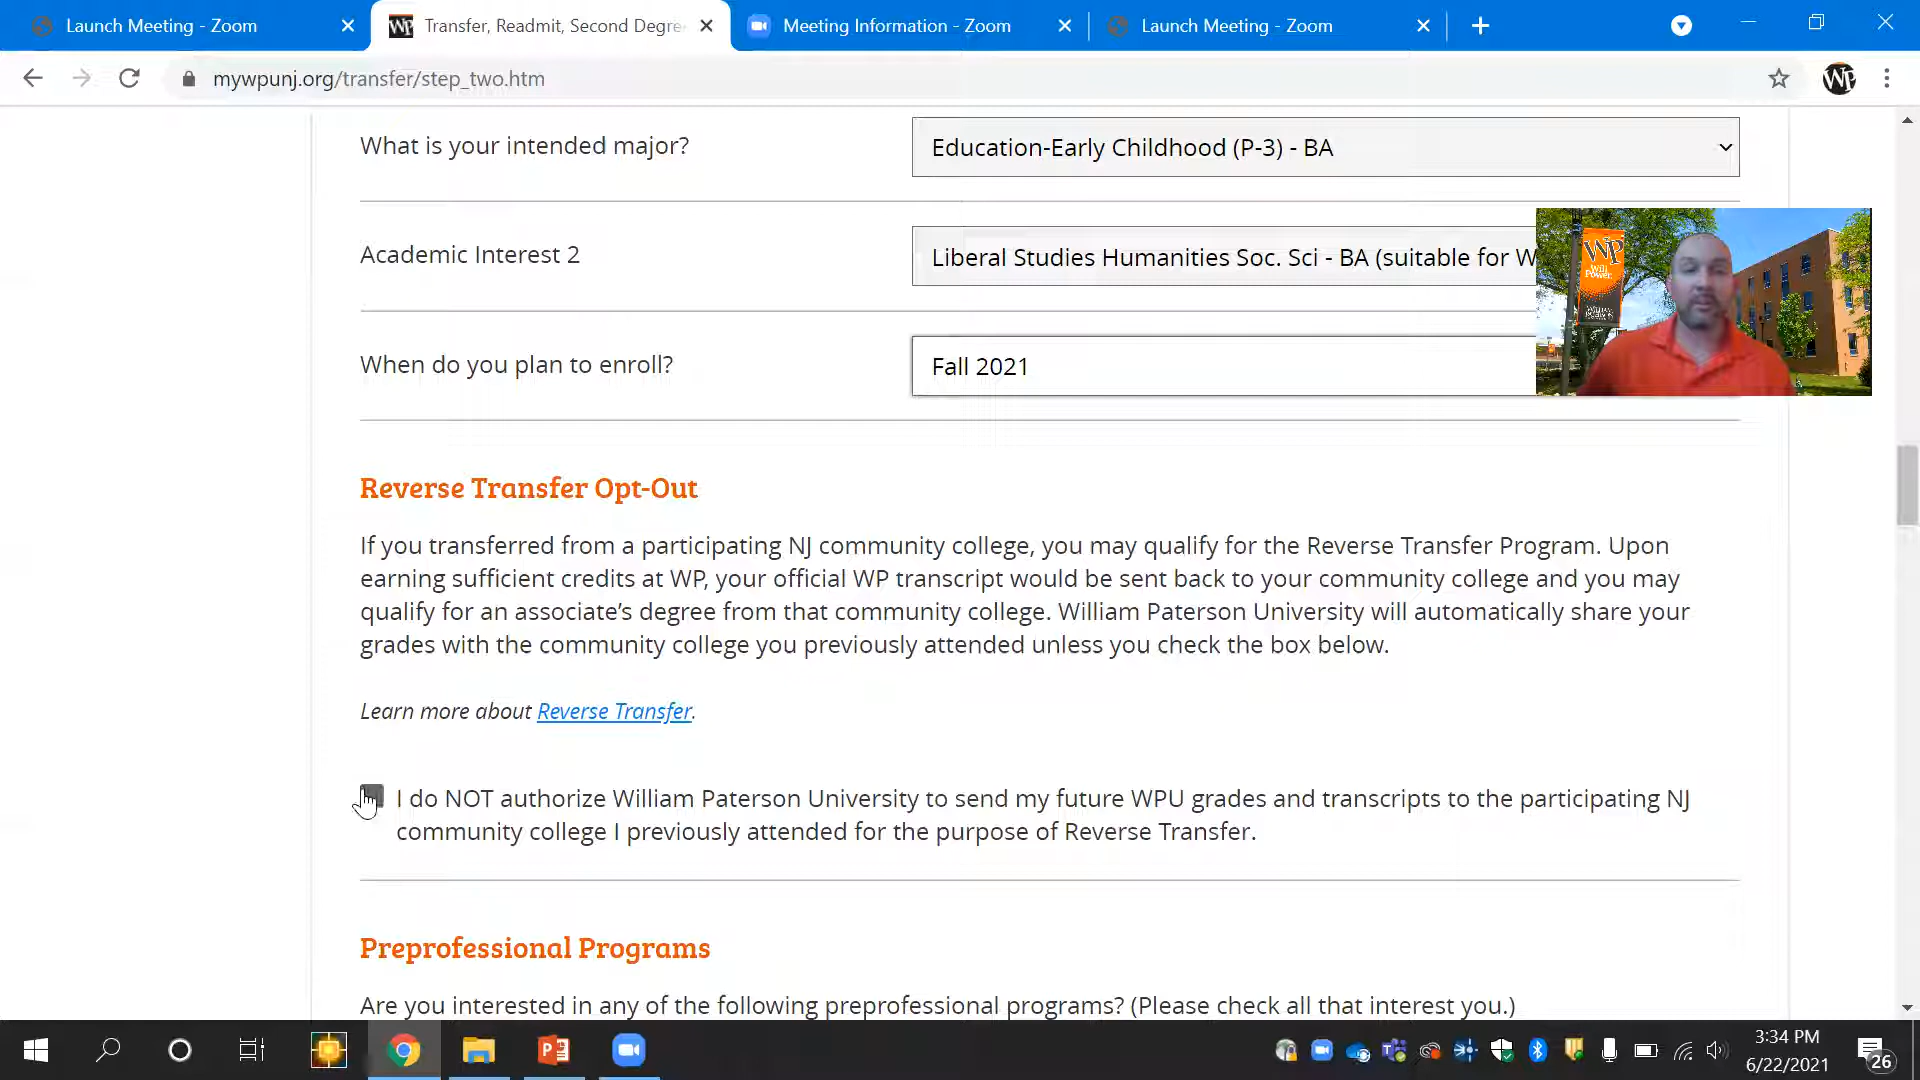 Launch Meeting - Zoom
Transfer, Readmit, Second Degre
Meeting Information - Zoom
Launch Meeting - Zoom
mywpunj.org/transfer/step_two.htm
WP
What is your intended major?
Education-Early Childhood (P-3) - BA
Academic Interest 2
Liberal Studies Humanities Soc. Sci - BA (suitable for W
WP
Will
Power
When do you plan to enroll?
Fall 2021
Reverse Transfer Opt-Out
If you transferred from a participating NJ community college, you may qualify for the Reverse Transfer Program. Upon
earning sufficient credits at WP, your official WP transcript would be sent back to your community college and you may
qualify for an associate's degree from that community college. William Paterson University will automatically share your
grades with the community college you previously attended unless you check the box below.
Learn more about Reverse Transfer.
I do NOT authorize William Paterson University to send my future WPU grades and transcripts to the participating NJ
community college I previously attended for the purpose of Reverse Transfer.
Preprofessional Programs
Are you interested in any of the following preprofessional programs? (Please check all that interest you.)
3:34 PM
6/22/2021
26